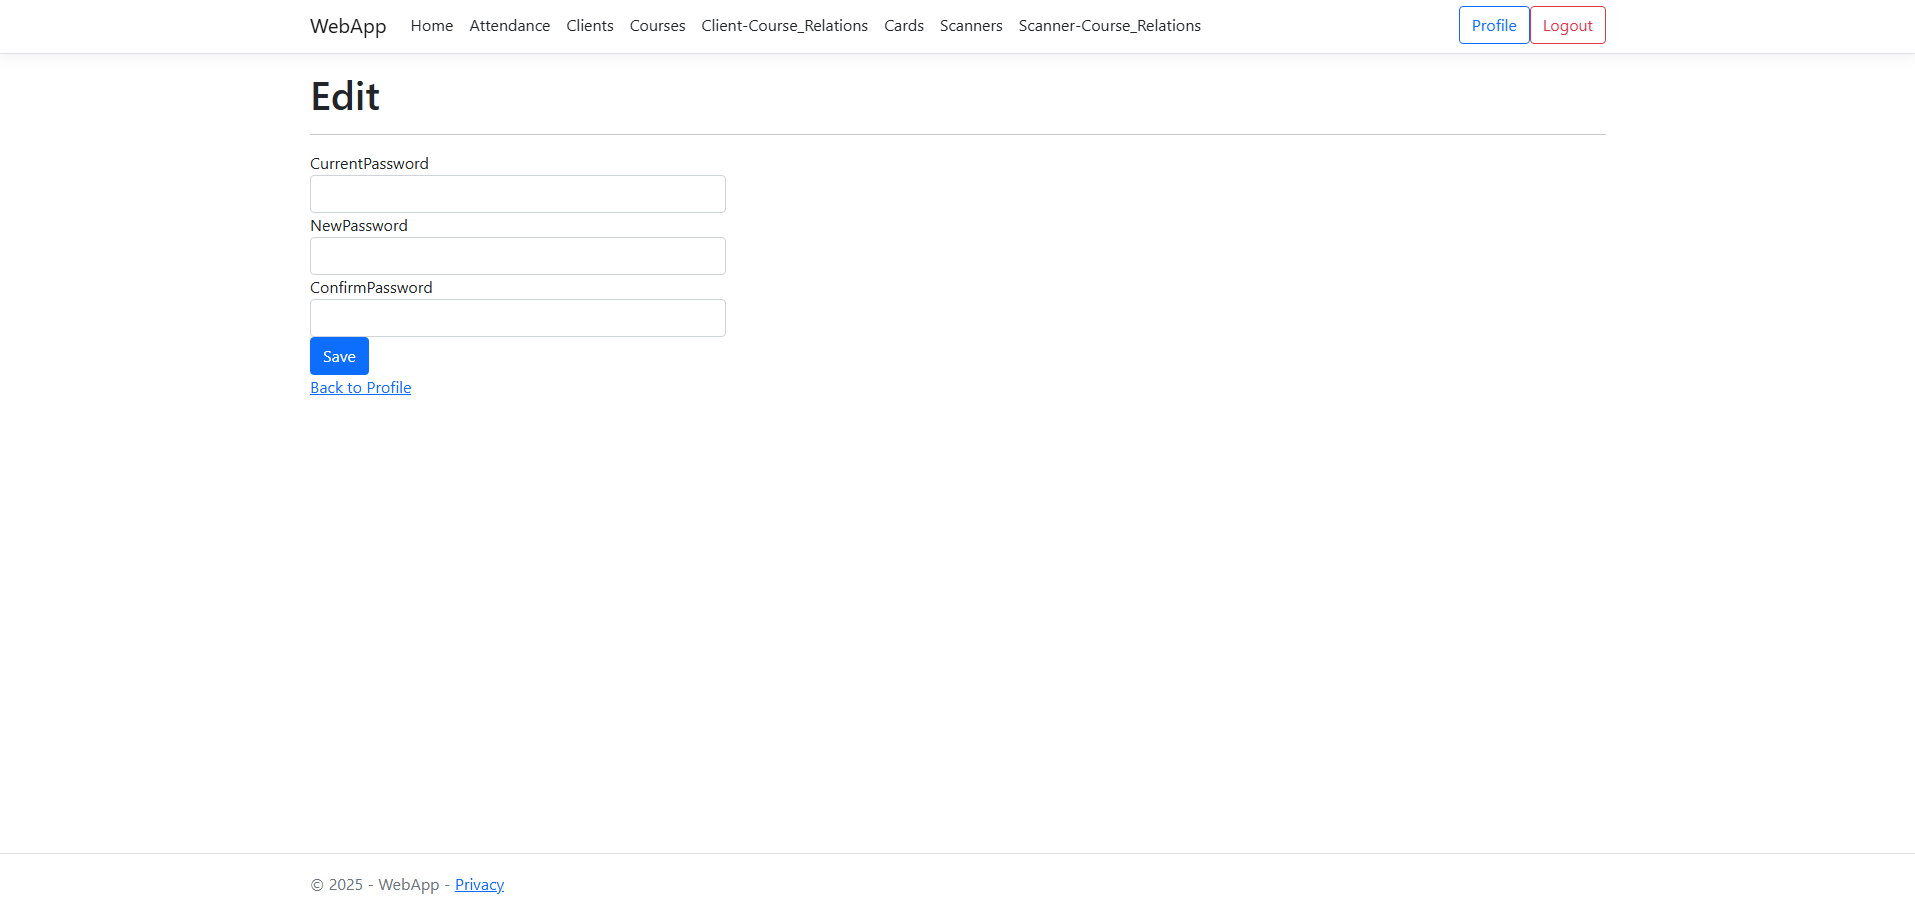 WebApp Home Attendance Clients Courses Client-Course_Relations Cards Scanners Scanner-Course_Relations Profile Logout
Edit
CurrentPassword
NewPassword
ConfirmPassword
Save
Back to Profile
© 2025 - WebApp - Privacy